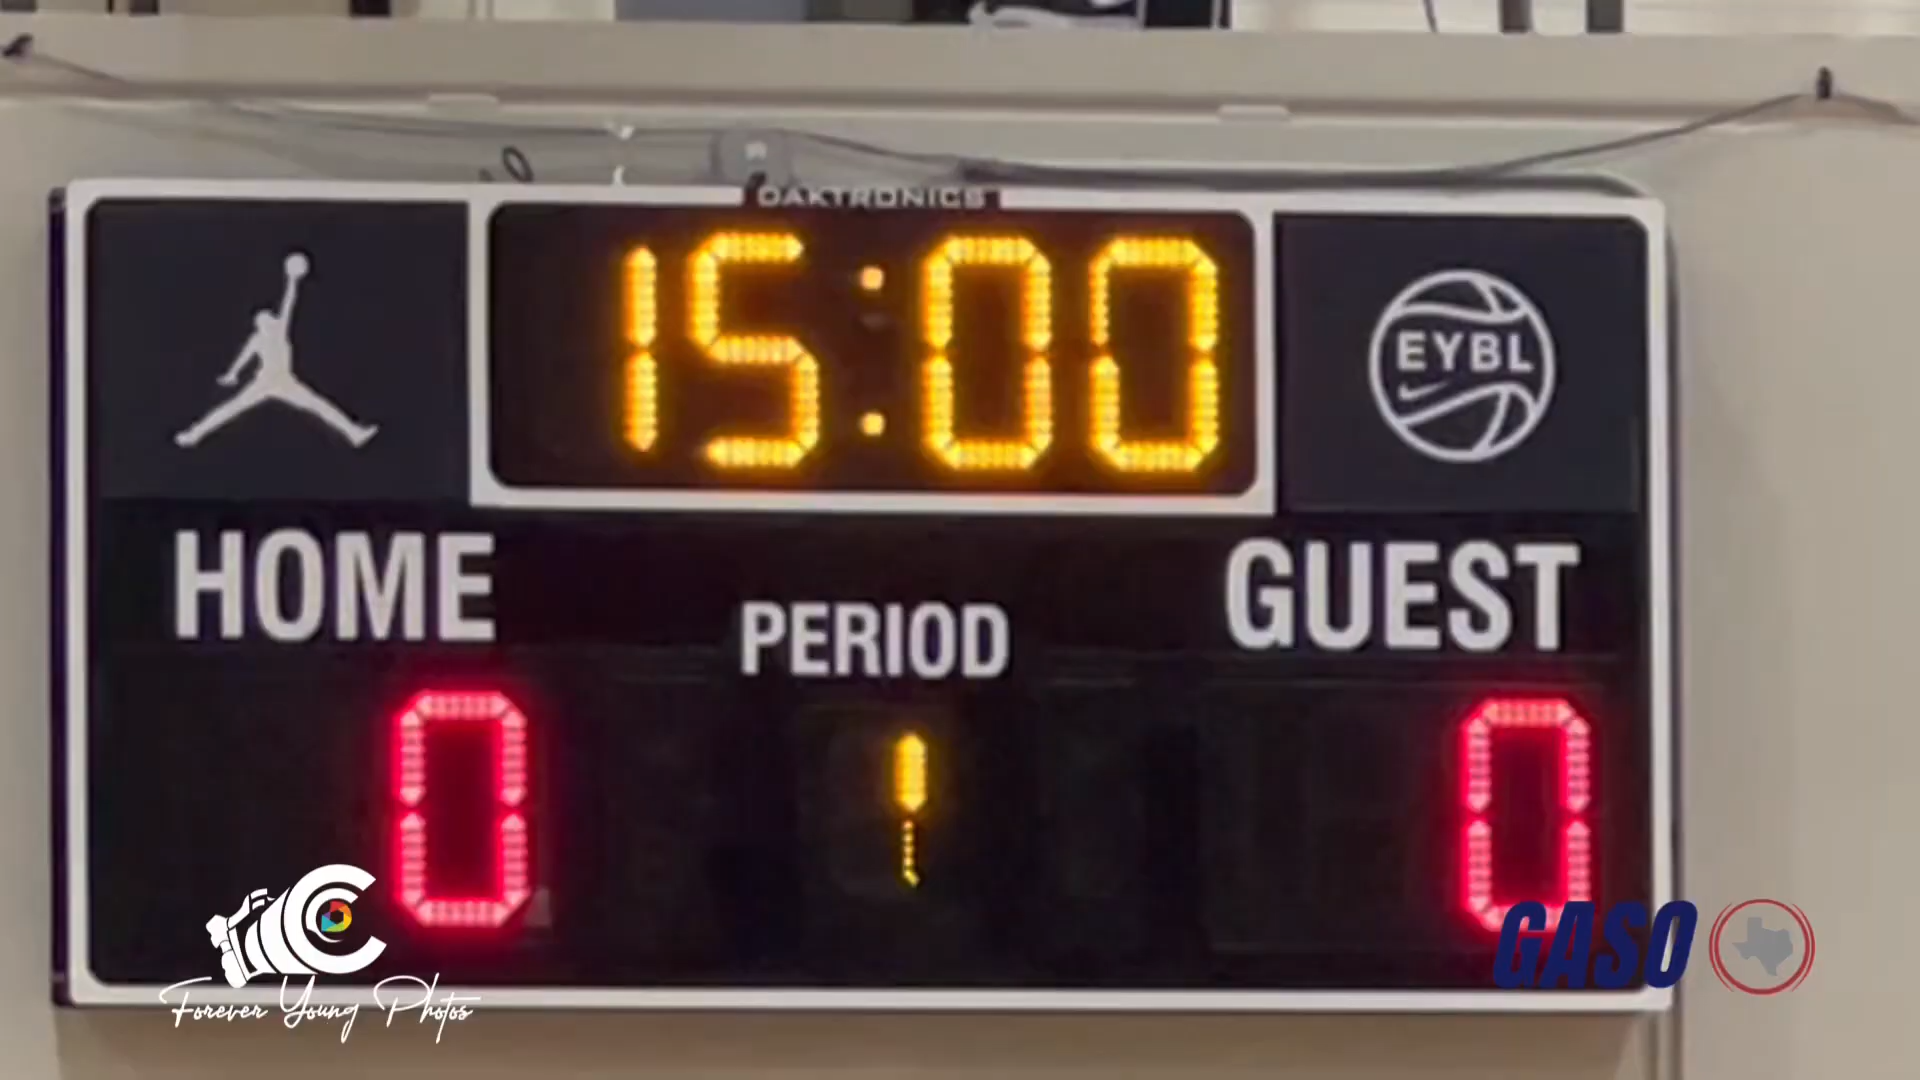 DAKTRONICS
15:00
EYBL
HOME
GUEST
PERIOD
0
1
0
GASO
Forever Young Photos